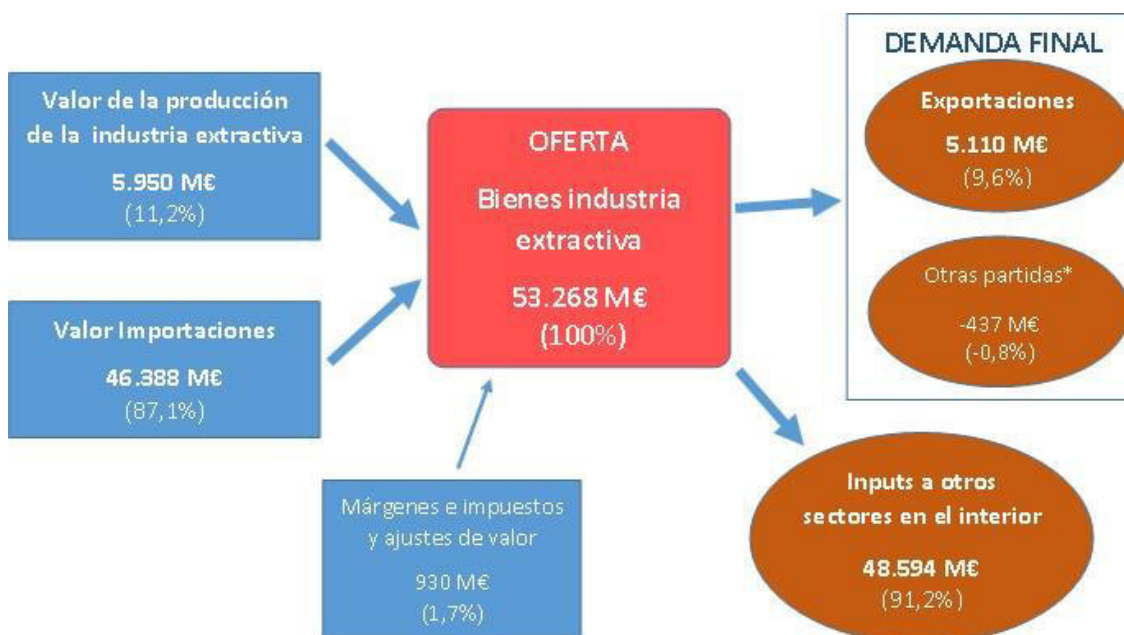 Valor de la producción
de la industria extractiva
5.950 M€
(11,2%)
Valor Importaciones
46.388 M€
(87,1%)
Márgenes e impuestos
y ajustes de valor
930 M€
(1,7%)
OFERTA
Bienes industria
extractiva
53.268 M€
(100%)
DEMANDA FINAL
Exportaciones
5.110 M€
(9,6%)
Otras partidas*
-437 M€
(-0,8%)
Inputs a otros
sectores en el interior
48.594 M€
(91,2%)